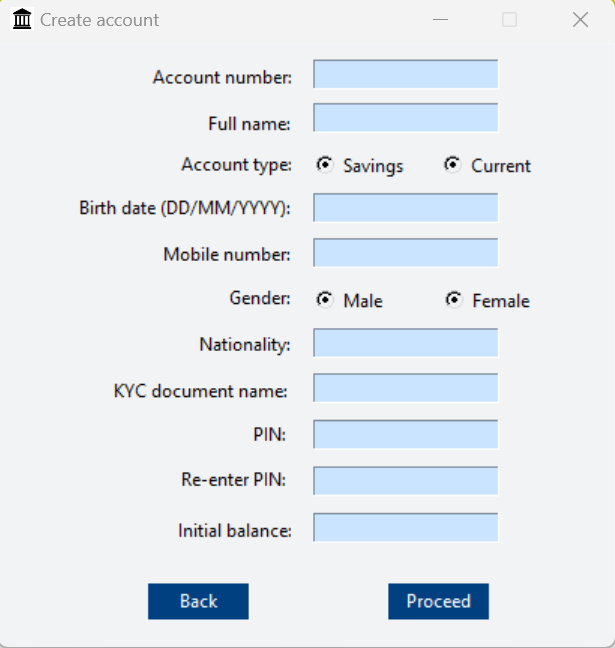 Create account
Account number:
Full name:
Account type: Savings Current
Birth date (DD/MM/YYYY):
Mobile number:
Gender: Male Female
Nationality:
KYC document name:
PIN:
Re-enter PIN:
Initial balance:
Back Proceed